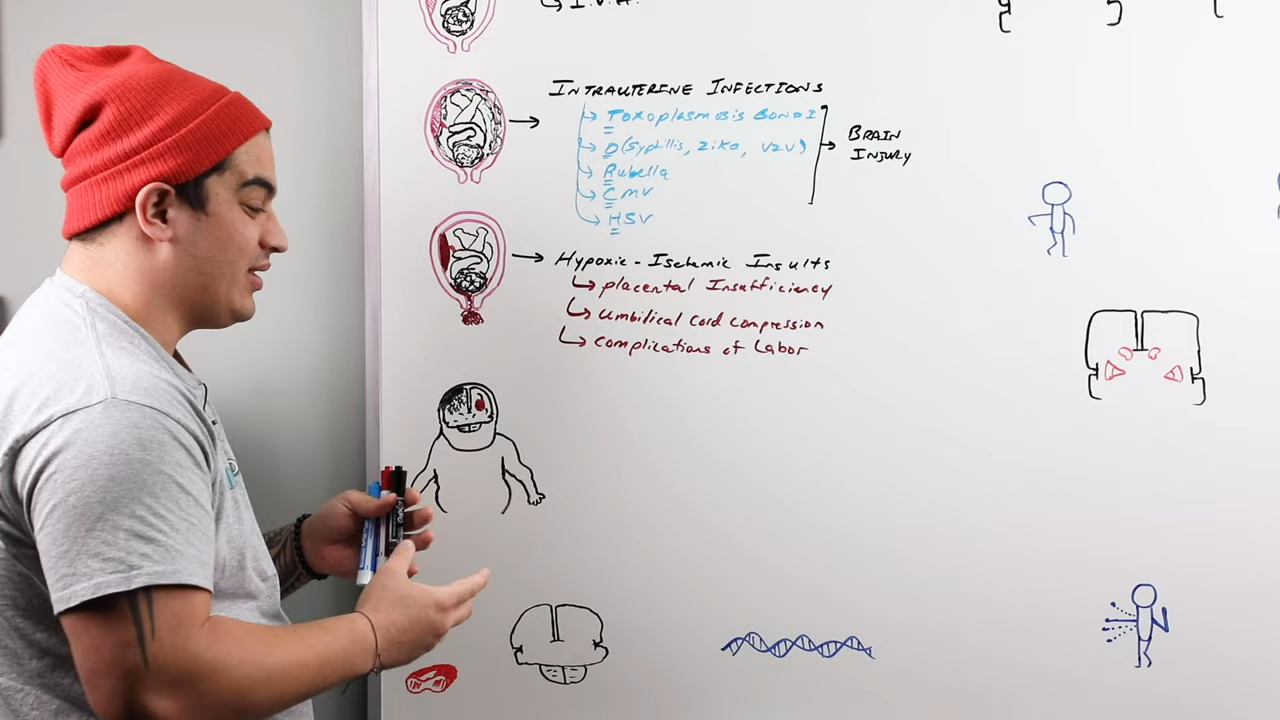 ↳ I.V.H.
INTRAUTERINE INFECTIONS
→ Toxoplasmosis Gondi
→ O (Syphillis, Zika, VZV)
→ Rubella
→ CMV
→ HSV
BRAIN
INJURY
Hypoxic-Ischemic Insults
↳ placental Insufficiency
↳ umbilical Cord Compression
↳ complications of Labor